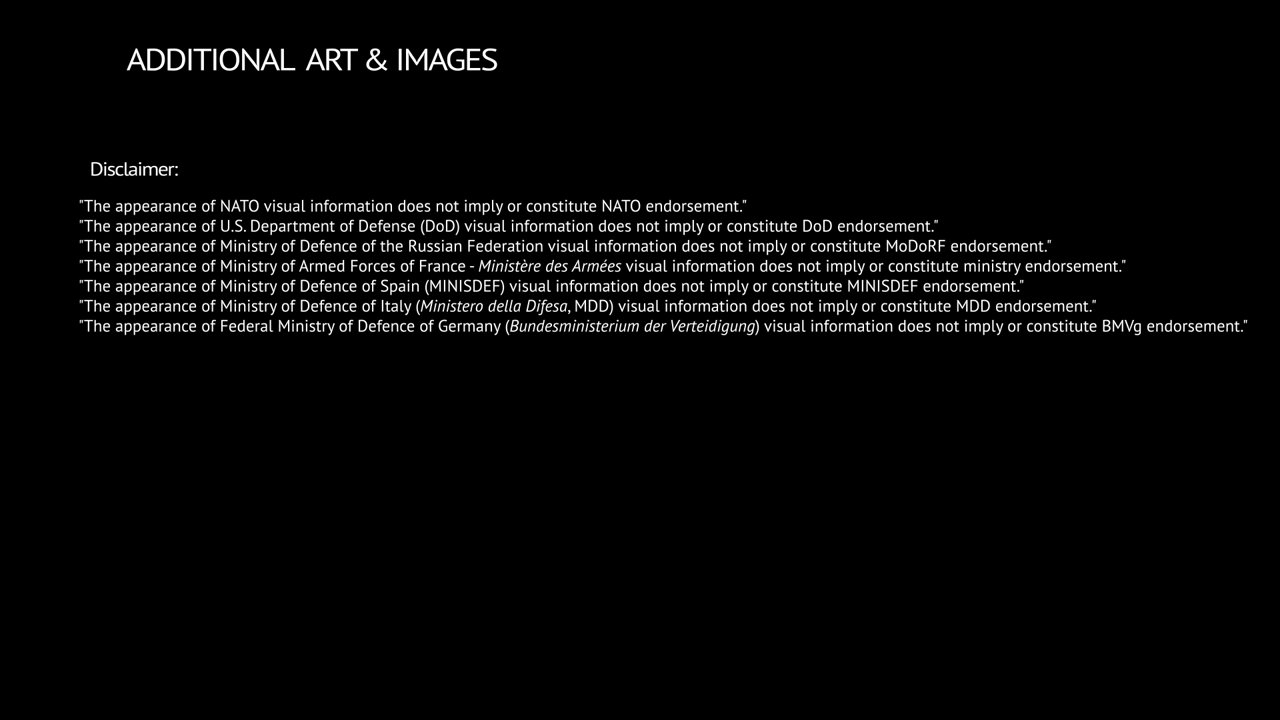 ADDITIONAL ART & IMAGES
Disclaimer:
"The appearance of NATO visual information does not imply or constitute NATO endorsement."
"The appearance of U.S. Department of Defense (DoD) visual information does not imply or constitute DoD endorsement."
"The appearance of Ministry of Defence of the Russian Federation visual information does not imply or constitute MoDoRF endorsement."
"The appearance of Ministry of Armed Forces of France - Ministère des Armées visual information does not imply or constitute ministry endorsement."
"The appearance of Ministry of Defence of Spain (MINISDEF) visual information does not imply or constitute MINISDEF endorsement."
"The appearance of Ministry of Defence of Italy (Ministero della Difesa, MDD) visual information does not imply or constitute MDD endorsement."
"The appearance of Federal Ministry of Defence of Germany (Bundesministerium der Verteidigung) visual information does not imply or constitute BMVg endorsement."